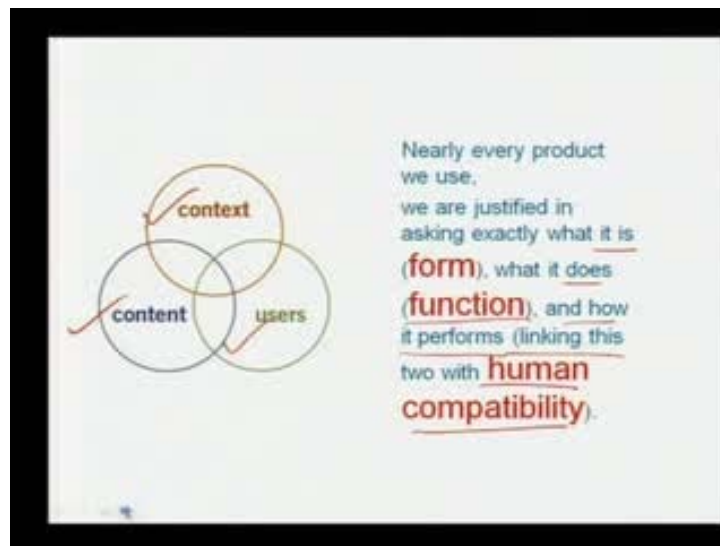 context
content
users
Nearly every product
we use,
we are justified in
asking exactly what it is
(form), what it does
(function), and how
it performs (linking this
two with human
compatibility).